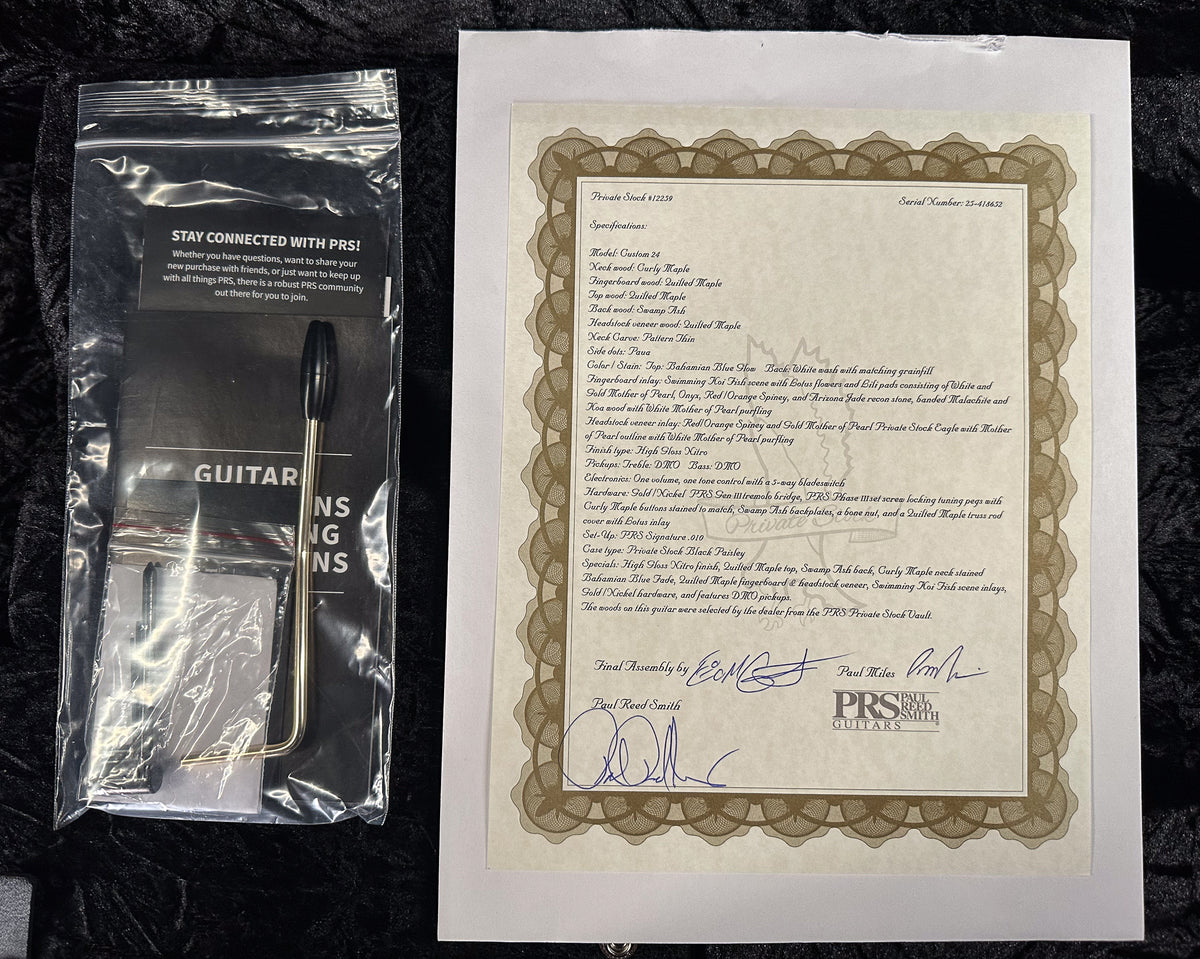 STAY CONNECTED WITH PRS!
Whether you have questions, want to share your
new purchase with friends, or just want to keep up
with all things PRS, there is a robust PRS community
out there for you to join.
GUITAR
NS
NG
NS
Private Stock #12259
Serial Number: 25-418652
Specifications:
Model: Custom 24
Neck wood: Curly Maple
Fingerboard wood: Quilted Maple
Top wood: Quilted Maple
Back wood: Swamp Ash
Headstock veneer wood: Quilted Maple
Neck Carve: Pattern Thin
Side dots: Paua
Color / Stain: Top: Bahamian Blue Glow Back: White wash with matching grainfill
Fingerboard inlay: Swimming Koi Fish scene with Lotus flowers and Lili pads consisting of White and
Gold Mother of Pearl, Onyx, Red/Orange Spiney, and Arizona Jade recon stone, banded Malachite and
Koa wood with White Mother of Pearl purfling
Headstock veneer inlay: Red/Orange Spiney and Gold Mother of Pearl Private Stock Eagle with Mother
of Pearl outline with White Mother of Pearl purfling
Finish type: High Gloss Nitro
Pickups: Treble: DMO Bass: DMO
Electronics: One volume, one tone control with a 5-way bladeswitch
Hardware: Gold/Nickel PRS Gen III tremolo bridge, PRS Phase III set screw locking tuning pegs with
Curly Maple buttons stained to match, Swamp Ash backplates, a bone nut, and a Quilted Maple truss rod
cover with Lotus inlay
Private Stock
Set-Up: PRS Signature .010
Case type: Private Stock Black Paisley
Specials: High Gloss Nitro finish, Quilted Maple top, Swamp Ash back, Curly Maple neck stained
Bahamian Blue Fade, Quilted Maple fingerboard & headstock veneer, Swimming Koi Fish scene inlays,
Gold/Nickel hardware, and features DMO pickups.
The woods on this guitar were selected by the dealer from the PRS Private Stock Vault.
Final Assembly by
Paul Miles
Paul Reed Smith
PRS PAUL REED SMITH
GUITARS